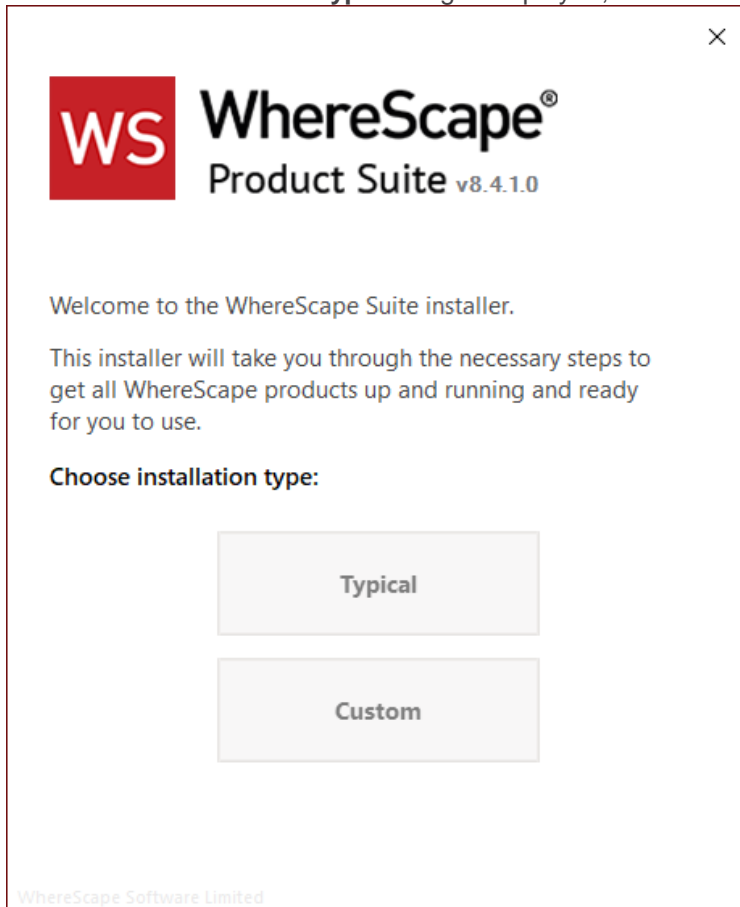 WS WhereScape®
Product Suite v8.4.1.0
Welcome to the WhereScape Suite installer.
This installer will take you through the necessary steps to
get all WhereScape products up and running and ready
for you to use.
Choose installation type:
Typical
Custom
WhereScape Software Limited